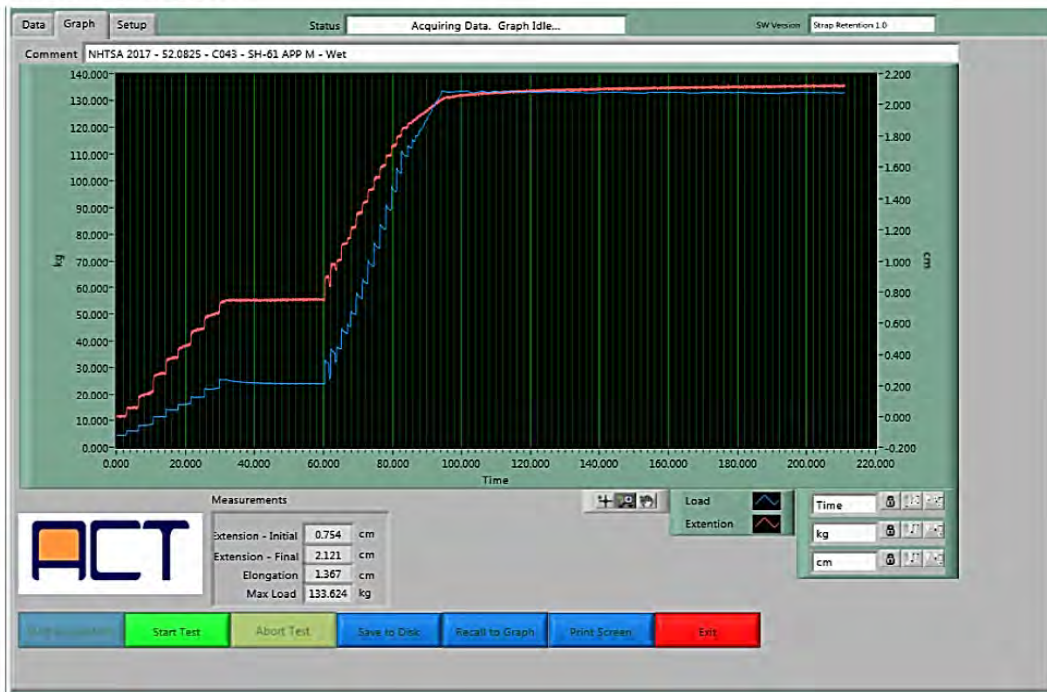 Data Graph Setup Status Acquiring Data. Graph Idle... SW Version Strap Retention 1.0
Comment NHTSA 2017 - 52.0825 - C043 - SH-61 APP M - Wet
140.000 2.200
130.000 2.000
120.000 1.800
110.000 1.600
100.000 1.400
90.000 1.200
80.000 1.000
70.000 0.800
60.000 0.600
50.000 0.400
40.000 0.200
30.000 0.000
20.000 -0.200
10.000
0.000
kg
cm
0.000 20.000 40.000 60.000 80.000 100.000 120.000 140.000 160.000 180.000 200.000 220.000
Time
Measurements
Extension - Initial 0.754 cm
Extension - Final 2.121 cm
Elongation 1.367 cm
Max Load 133.624 kg
Load
Extention
Time
kg
cm
ACT
Start Test Abort Test Save to Disk Recall to Graph Print Screen Exit